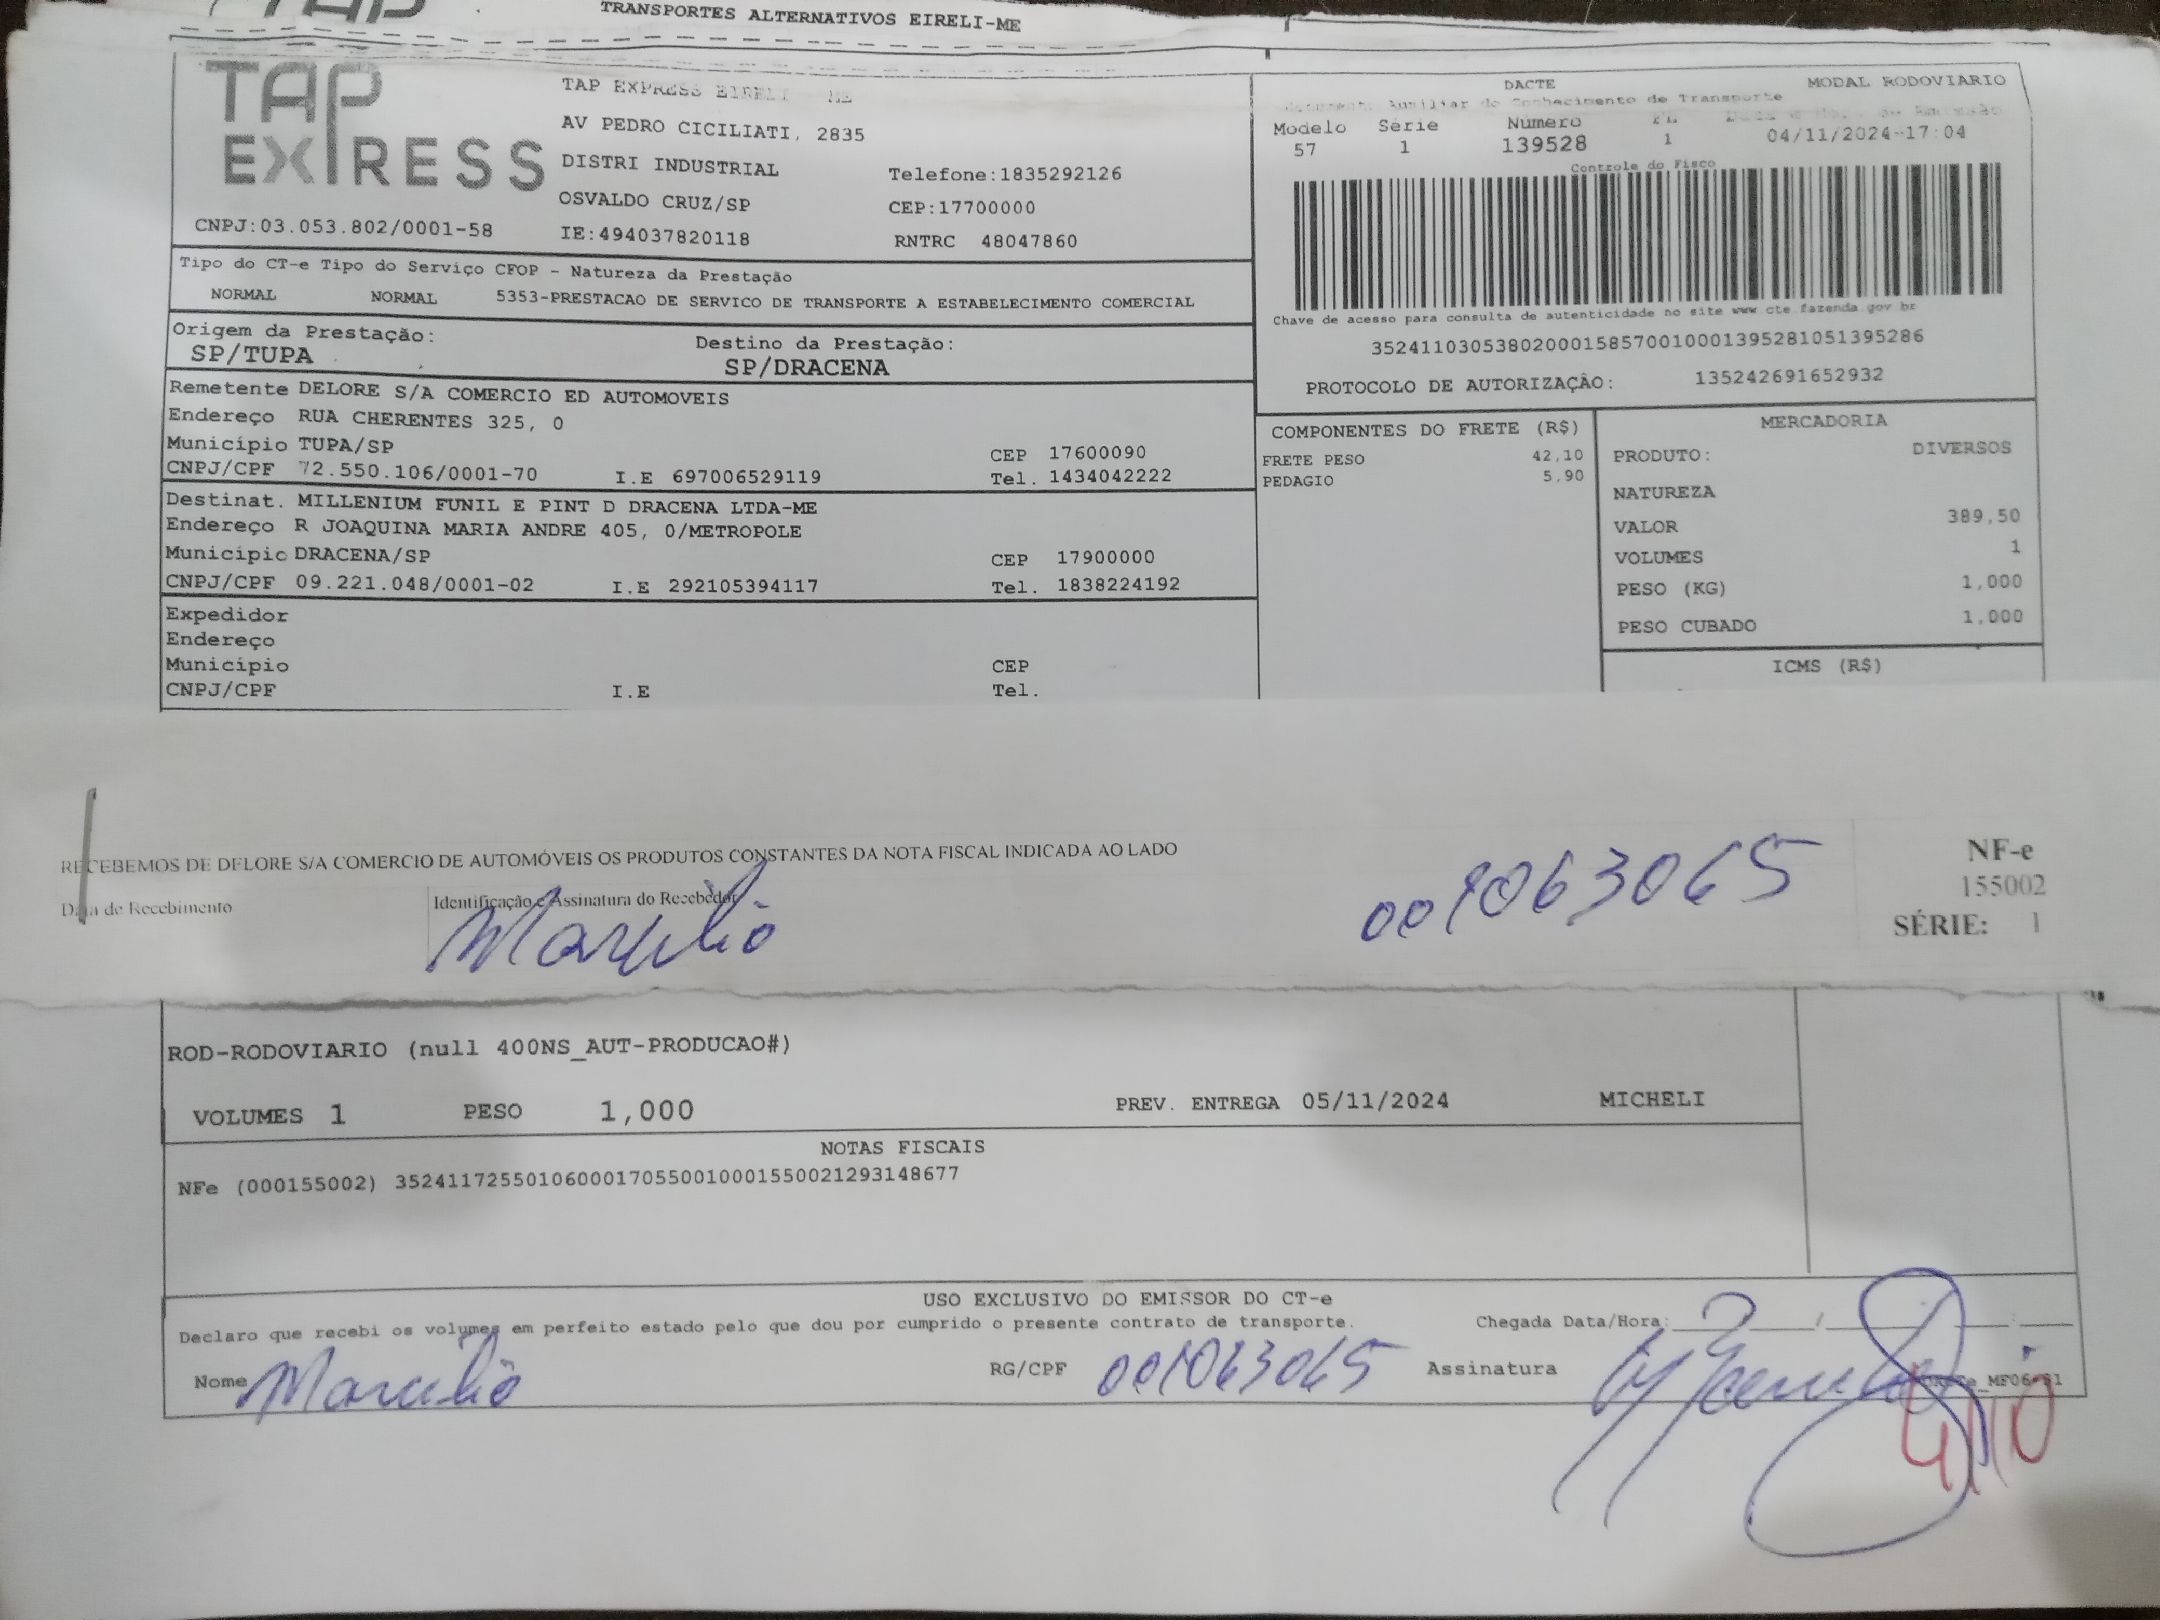 TRANSPORTES ALTERNATIVOS EIRELI-ME
TAP EXPRESS
TAP EXPRESS EIRELI ME
AV PEDRO CICILIATI, 2835
DISTRI INDUSTRIAL
Telefone:1835292126
OSVALDO CRUZ/SP
CEP:17700000
CNPJ:03.053.802/0001-58
IE:494037820118
RNTRC 48047860
DACTE
MODAL RODOVIARIO
Auxiliar do Conhecimento de Transporte
Modelo Série Número FL
57 1 139528 1 04/11/2024-17:04
Controle do Fisco
Chave de acesso para consulta de autenticidade no site www.cte.fazenda.gov.br
35241103053802000158570010001395281051395286
PROTOCOLO DE AUTORIZAÇÃO: 135242691652932
Tipo do CT-e Tipo do Serviço CFOP - Natureza da Prestação
NORMAL NORMAL 5353-PRESTACAO DE SERVICO DE TRANSPORTE A ESTABELECIMENTO COMERCIAL
Origem da Prestação: Destino da Prestação:
SP/TUPA SP/DRACENA
Remetente DELORE S/A COMERCIO ED AUTOMOVEIS
Endereço RUA CHERENTES 325, 0
Município TUPA/SP CEP 17600090
CNPJ/CPF 72.550.106/0001-70 I.E 697006529119 Tel. 1434042222
Destinat. MILLENIUM FUNIL E PINT D DRACENA LTDA-ME
Endereço R JOAQUINA MARIA ANDRE 405, 0/METROPOLE
Município DRACENA/SP CEP 17900000
CNPJ/CPF 09.221.048/0001-02 I.E 292105394117 Tel. 1838224192
Expedidor
Endereço
Município CEP
CNPJ/CPF I.E Tel.
COMPONENTES DO FRETE (R$)
FRETE PESO 42,10
PEDAGIO 5,90
MERCADORIA
PRODUTO: DIVERSOS
NATUREZA
VALOR 389,50
VOLUMES 1
PESO (KG) 1,000
PESO CUBADO 1,000
ICMS (R$)
RECEBEMOS DE DELORE S/A COMERCIO DE AUTOMÓVEIS OS PRODUTOS CONSTANTES DA NOTA FISCAL INDICADA AO LADO
Data de Recebimento
Identificação e Assinatura do Recebedor
Marcilio
001063065
NF-e
155002
SÉRIE: 1
ROD-RODOVIARIO (null 400NS_AUT-PRODUCAO#)
VOLUMES 1 PESO 1,000 PREV. ENTREGA 05/11/2024 MICHELI
NOTAS FISCAIS
NFe (000155002) 35241172550106000170550010001550021293148677
USO EXCLUSIVO DO EMISSOR DO CT-e
Declaro que recebi os volumes em perfeito estado pelo que dou por cumprido o presente contrato de transporte. Chegada Data/Hora:
Nome Marcilio RG/CPF 001063065 Assinatura